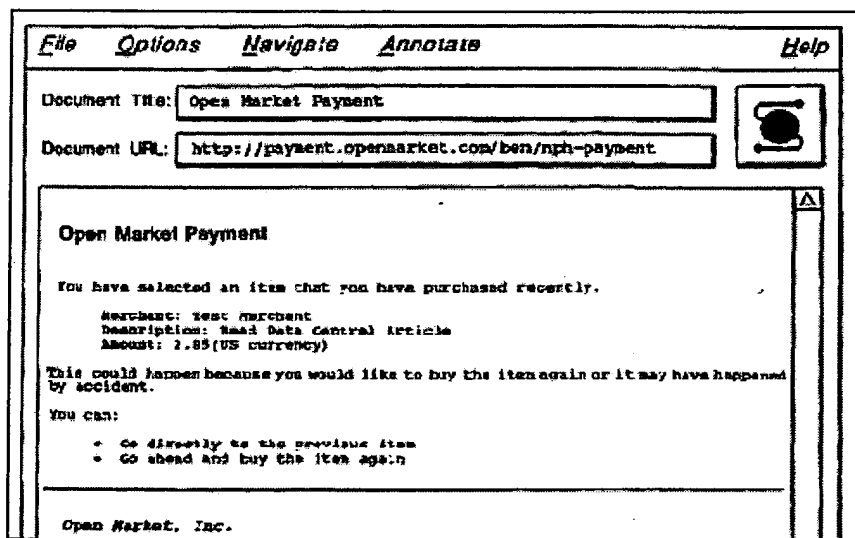 File Options Navigate Annotate Help
Document Title: Open Market Payment
Document URL: http://payment.openmarket.com/ben/nph-payment
Open Market Payment
You have selected an item that you have purchased recently.
Merchant: Test Merchant
Description: Mead Data Central Article
Amount: 2.85(US currency)
This could happen because you would like to buy the item again or it may have happened
by accident.
You can:
• Go directly to the previous item
• Go ahead and buy the item again
Open Market, Inc.